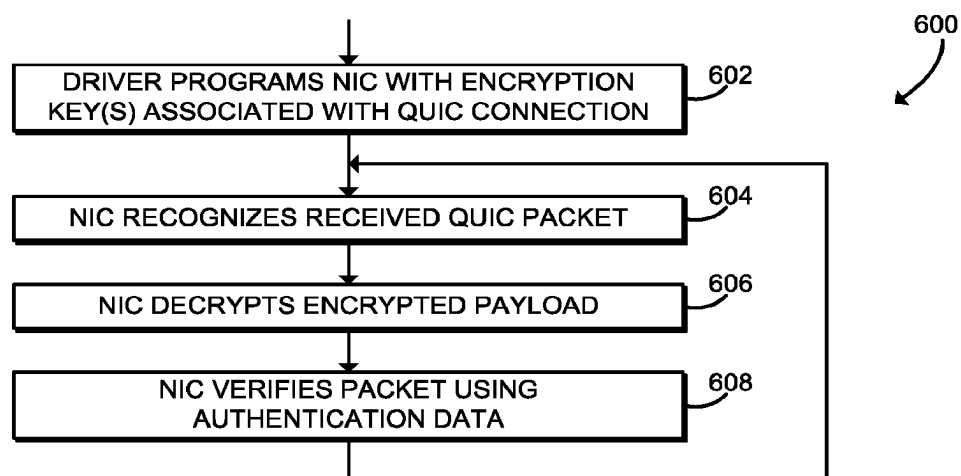 600
DRIVER PROGRAMS NIC WITH ENCRYPTION
KEY(S) ASSOCIATED WITH QUIC CONNECTION
602
NIC RECOGNIZES RECEIVED QUIC PACKET
604
NIC DECRYPTS ENCRYPTED PAYLOAD
606
NIC VERIFIES PACKET USING
AUTHENTICATION DATA
608